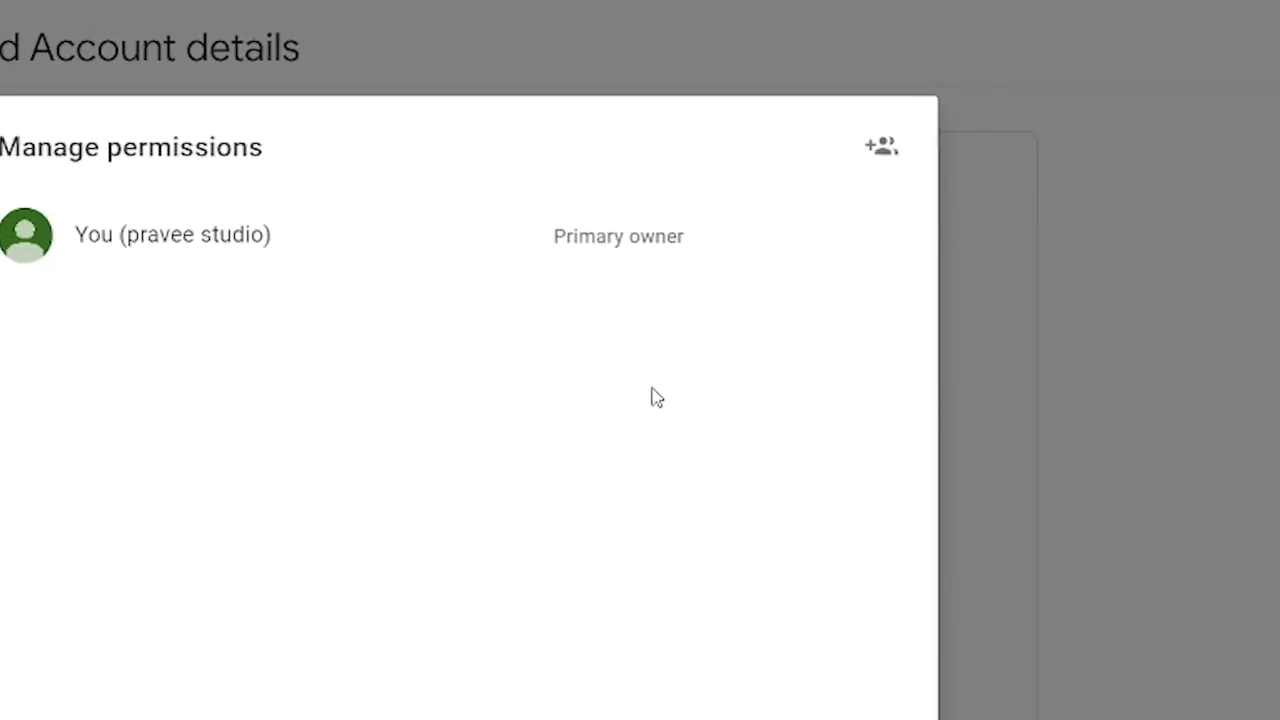 d Account details
Manage permissions
You (pravee studio)
Primary owner